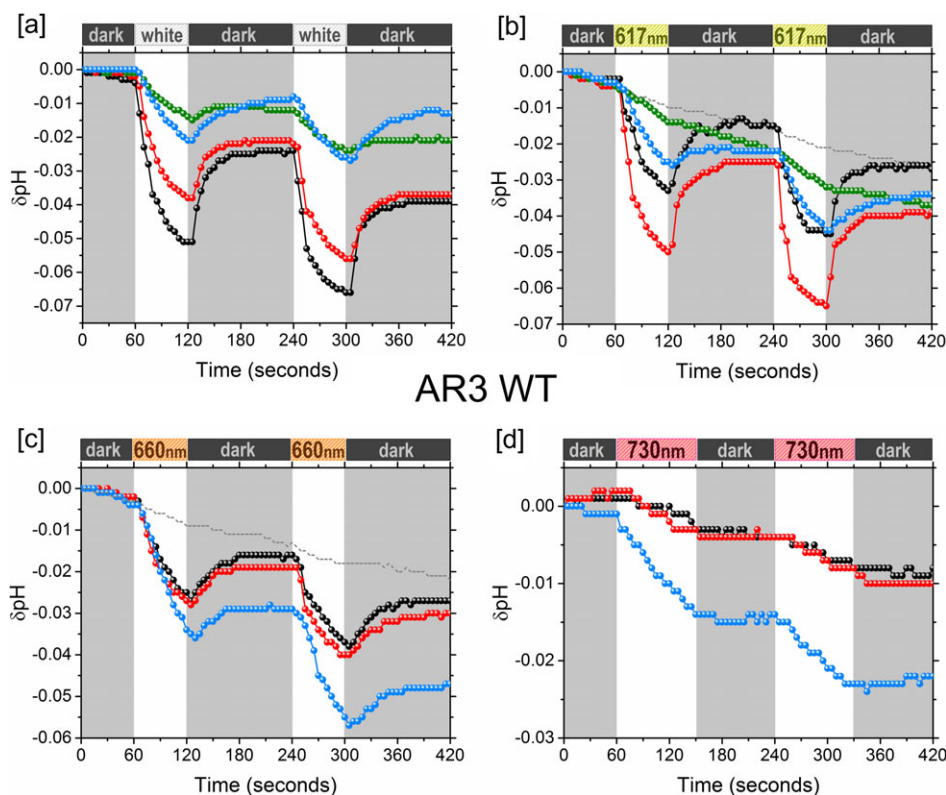 [a]
dark white dark white dark
0.00
-0.01
-0.02
-0.03
-0.04
-0.05
-0.06
-0.07
δpH
0 60 120 180 240 300 360 420
Time (seconds)
[b]
dark 617nm dark 617nm dark
0.00
-0.01
-0.02
-0.03
-0.04
-0.05
-0.06
-0.07
δpH
0 60 120 180 240 300 360 420
Time (seconds)
AR3 WT
[c]
dark 660nm dark 660nm dark
0.00
-0.01
-0.02
-0.03
-0.04
-0.05
-0.06
δpH
0 60 120 180 240 300 360 420
Time (seconds)
[d]
dark 730nm dark 730nm dark
0.00
-0.01
-0.02
-0.03
δpH
0 60 120 180 240 300 360 420
Time (seconds)